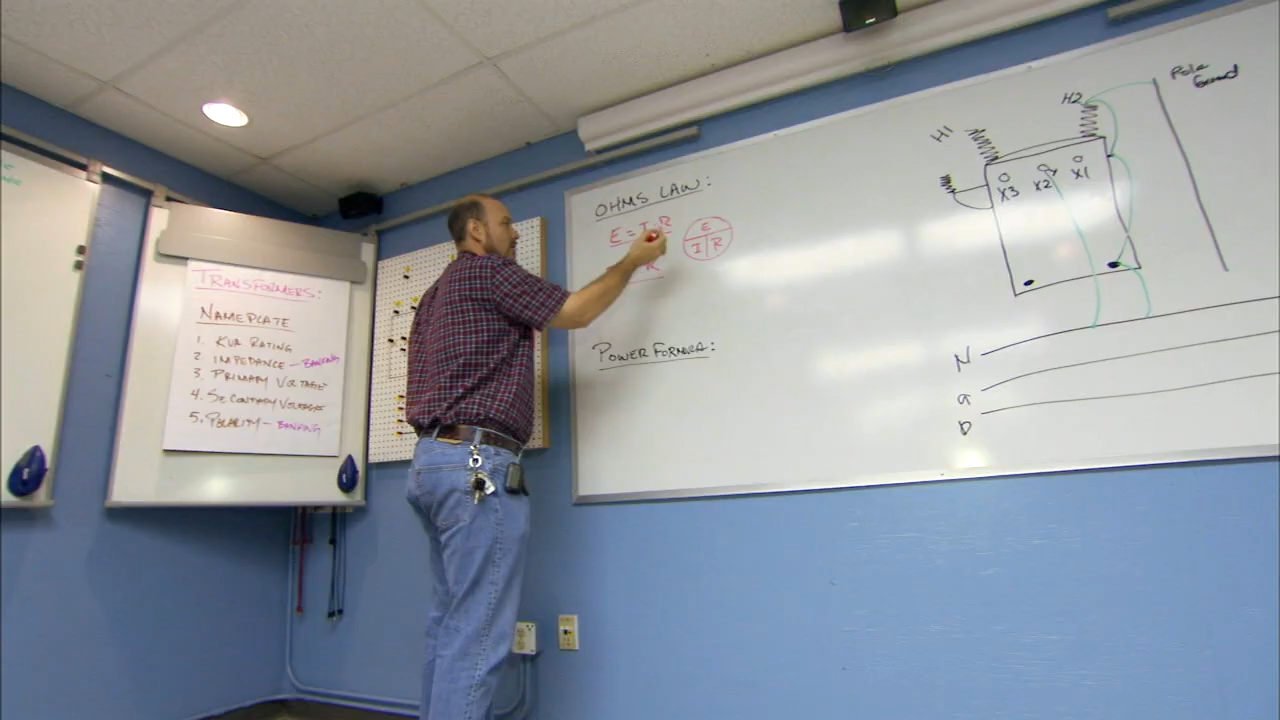 TRANSFORMERS:
NAMEPLATE
1. KVA RATING
2. IMPEDANCE - BANKING
3. PRIMARY VOLTAGE
4. SECONDARY VOLTAGE
5. POLARITY - BANKING
OHMS LAW:
E = I R
R
E
I R
POWER FORMULA:
Pole
Ground
H2
H1
X3 X2 X1
N